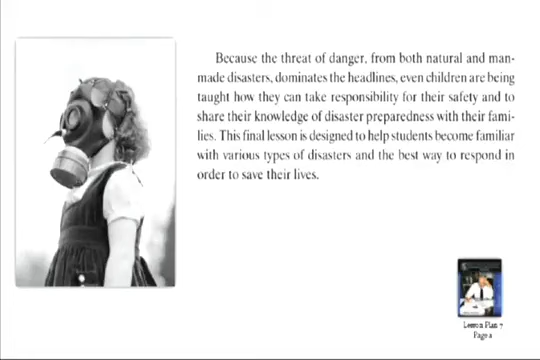 Because the threat of danger, from both natural and man-
made disasters, dominates the headlines, even children are being
taught how they can take responsibility for their safety and to
share their knowledge of disaster preparedness with their fami-
lies. This final lesson is designed to help students become familiar
with various types of disasters and the best way to respond in
order to save their lives.
Lesson Plan 7
Page 2